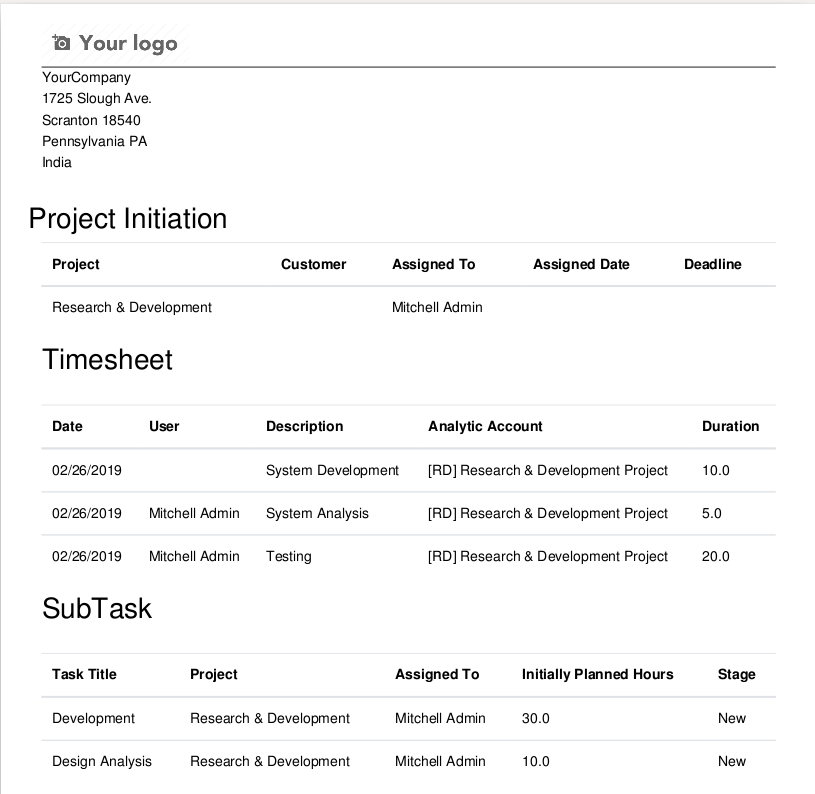 Your logo
YourCompany
1725 Slough Ave.
Scranton 18540
Pennsylvania PA
India
Project Initiation
Project Customer Assigned To Assigned Date Deadline
Research & Development Mitchell Admin
Timesheet
Date User Description Analytic Account Duration
02/26/2019 System Development [RD] Research & Development Project 10.0
02/26/2019 Mitchell Admin System Analysis [RD] Research & Development Project 5.0
02/26/2019 Mitchell Admin Testing [RD] Research & Development Project 20.0
SubTask
Task Title Project Assigned To Initially Planned Hours Stage
Development Research & Development Mitchell Admin 30.0 New
Design Analysis Research & Development Mitchell Admin 10.0 New